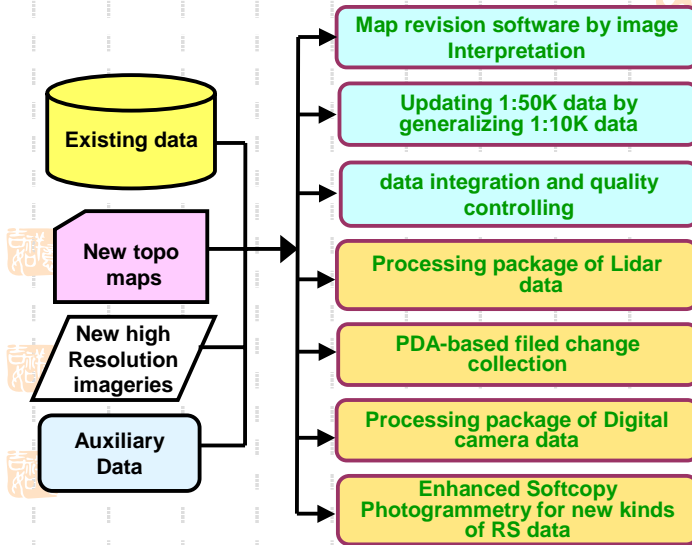 Existing data
New topo
maps
New high
Resolution
imageries
Auxiliary
Data
Map revision software by image
Interpretation
Updating 1:50K data by
generalizing 1:10K data
data integration and quality
controlling
Processing package of Lidar
data
PDA-based filed change
collection
Processing package of Digital
camera data
Enhanced Softcopy
Photogrammetry for new kinds
of RS data